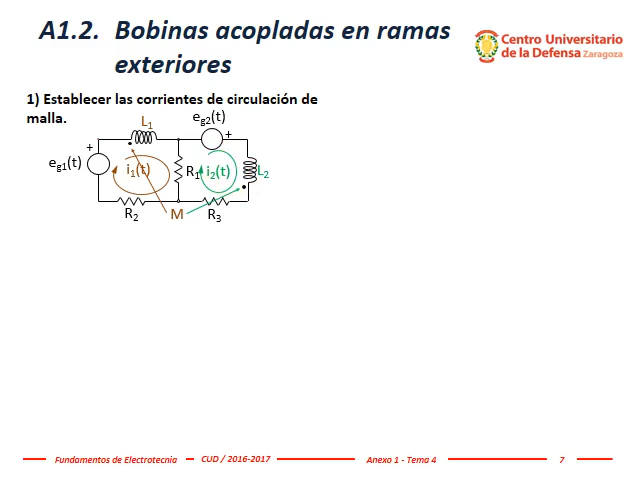 A1.2. Bobinas acopladas en ramas
exteriores
Centro Universitario
de la Defensa Zaragoza
1) Establecer las corrientes de circulación de
malla.
L1
eg2(t)
+
+
eg1(t)
i1(t)
R1
i2(t)
L2
R2
M
R3
Fundamentos de Electrotecnia
CUD / 2016-2017
Anexo 1 - Tema 4
7